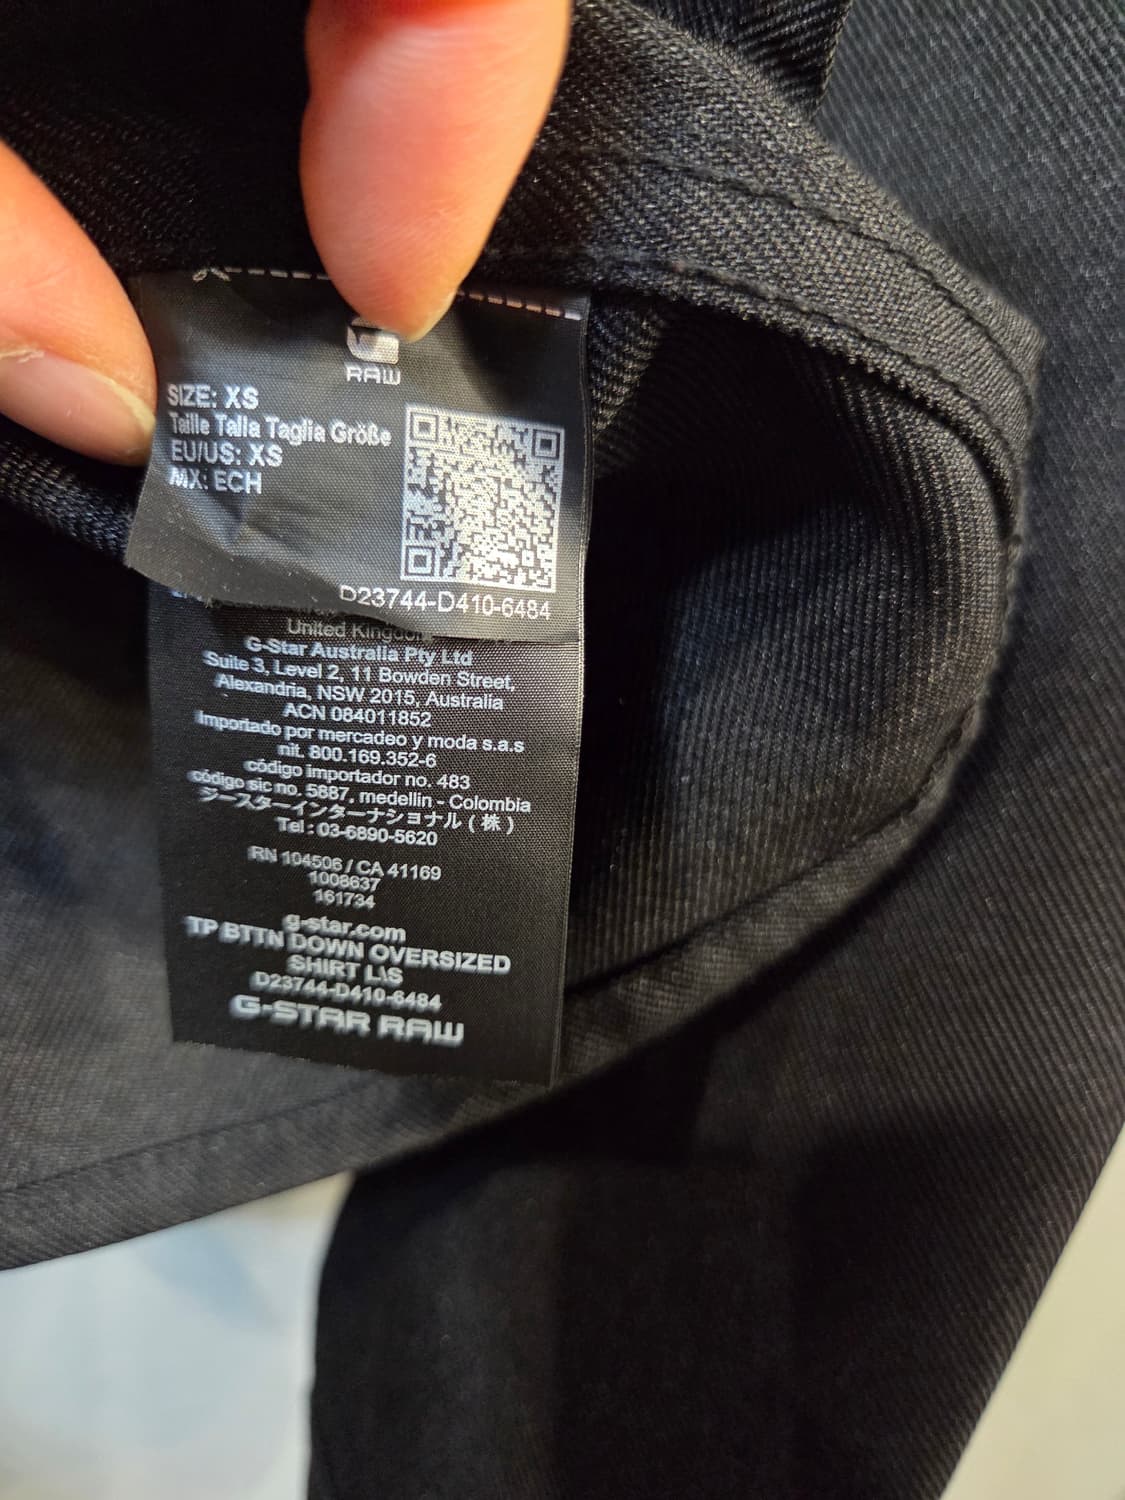 RAW
SIZE: XS
Taille Talla Taglia Größe
EU/US: XS
MX: ECH
D23744-D410-6484
United Kingdom
G-Star Australia Pty Ltd
Suite 3, Level 2, 11 Bowden Street,
Alexandria, NSW 2015, Australia
ACN 084011852
Importado por mercadeo y moda s.a.s
nit. 800.169.352-6
código importador no. 483
código sic no. 5887, medellin - Colombia
ジースターインターナショナル ( 株 )
Tel : 03-6890-5620
RN 104506 / CA 41169
1008637
161734
g-star.com
TP BTTN DOWN OVERSIZED
SHIRT L\S
D23744-D410-6484
G-STAR RAW